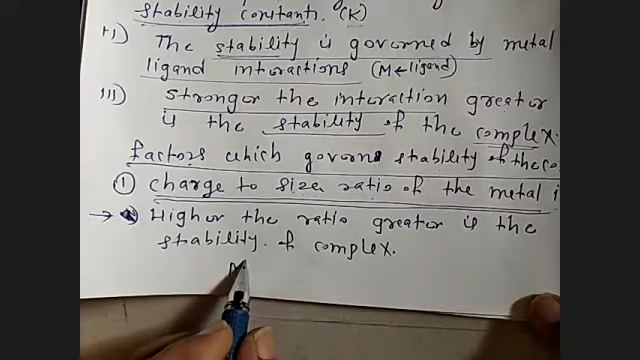 stability constants. (K)
ii) The stability is governed by metal
ligand interactions (M←ligand)
iii) stronger the interaction greater
is the stability of the complex.
factors which govern stability of the co
① charge to size ratio of the metal i
→ Higher the ratio greater is the
stability of complex.